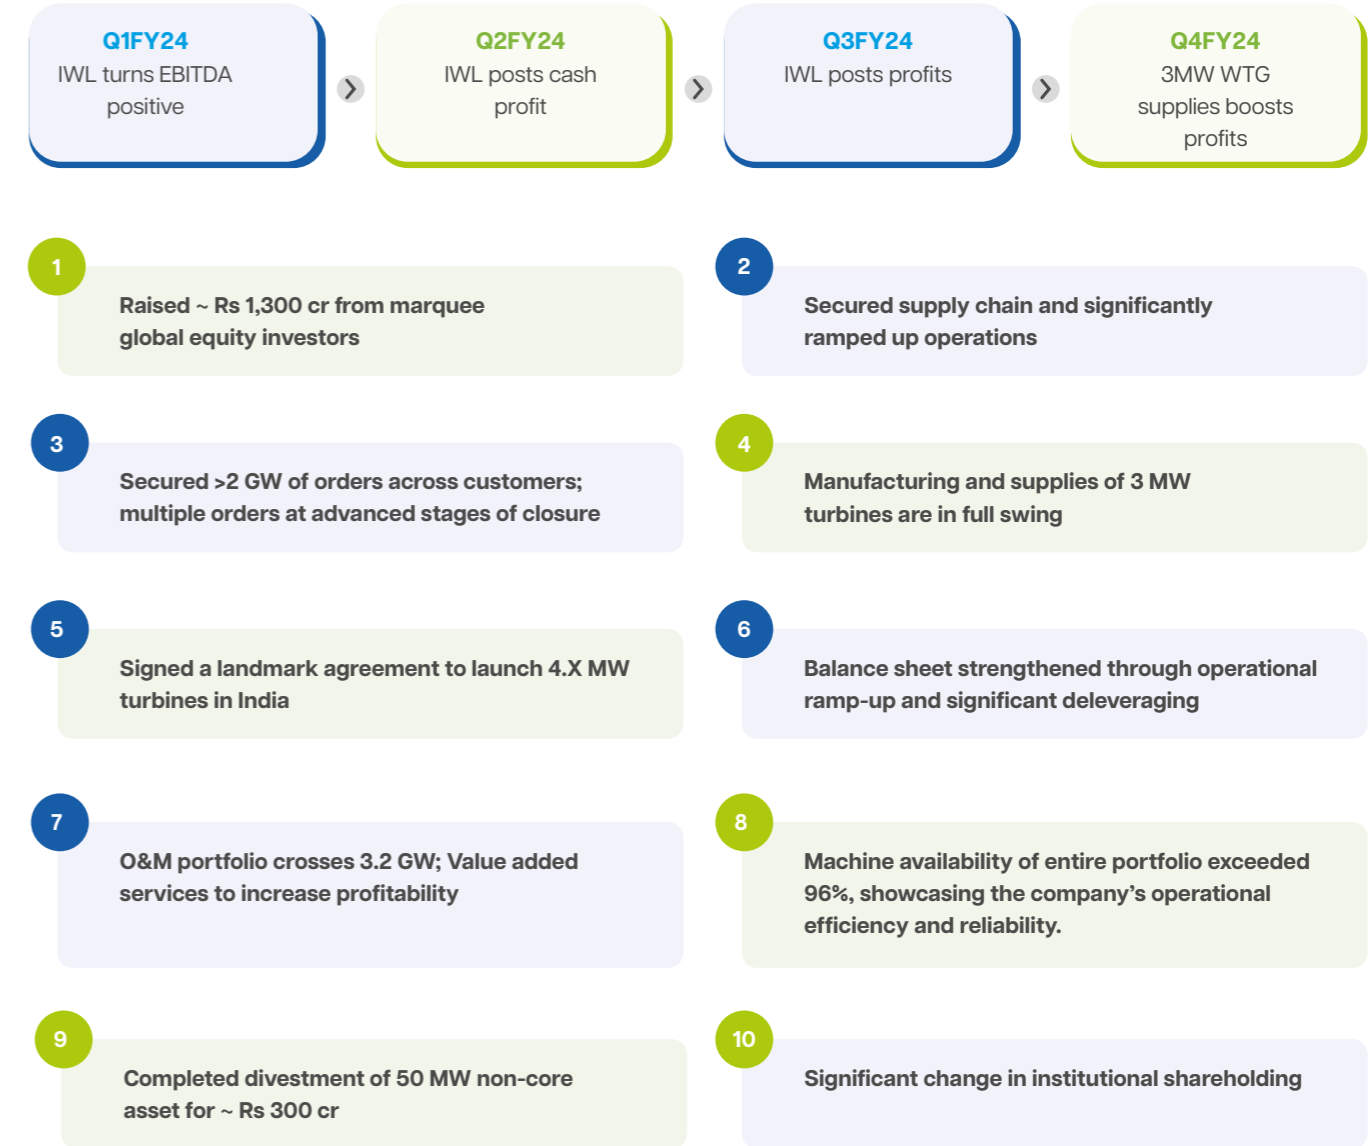 Q1FY24
IWL turns EBITDA
positive
Q2FY24
IWL posts cash
profit
Q3FY24
IWL posts profits
Q4FY24
3MW WTG
supplies boosts
profits
1
Raised ~ Rs 1,300 cr from marquee
global equity investors
2
Secured supply chain and significantly
ramped up operations
3
Secured >2 GW of orders across customers;
multiple orders at advanced stages of closure
4
Manufacturing and supplies of 3 MW
turbines are in full swing
5
Signed a landmark agreement to launch 4.X MW
turbines in India
6
Balance sheet strengthened through operational
ramp-up and significant deleveraging
7
O&M portfolio crosses 3.2 GW; Value added
services to increase profitability
8
Machine availability of entire portfolio exceeded
96%, showcasing the company’s operational
efficiency and reliability.
9
Completed divestment of 50 MW non-core
asset for ~ Rs 300 cr
10
Significant change in institutional shareholding